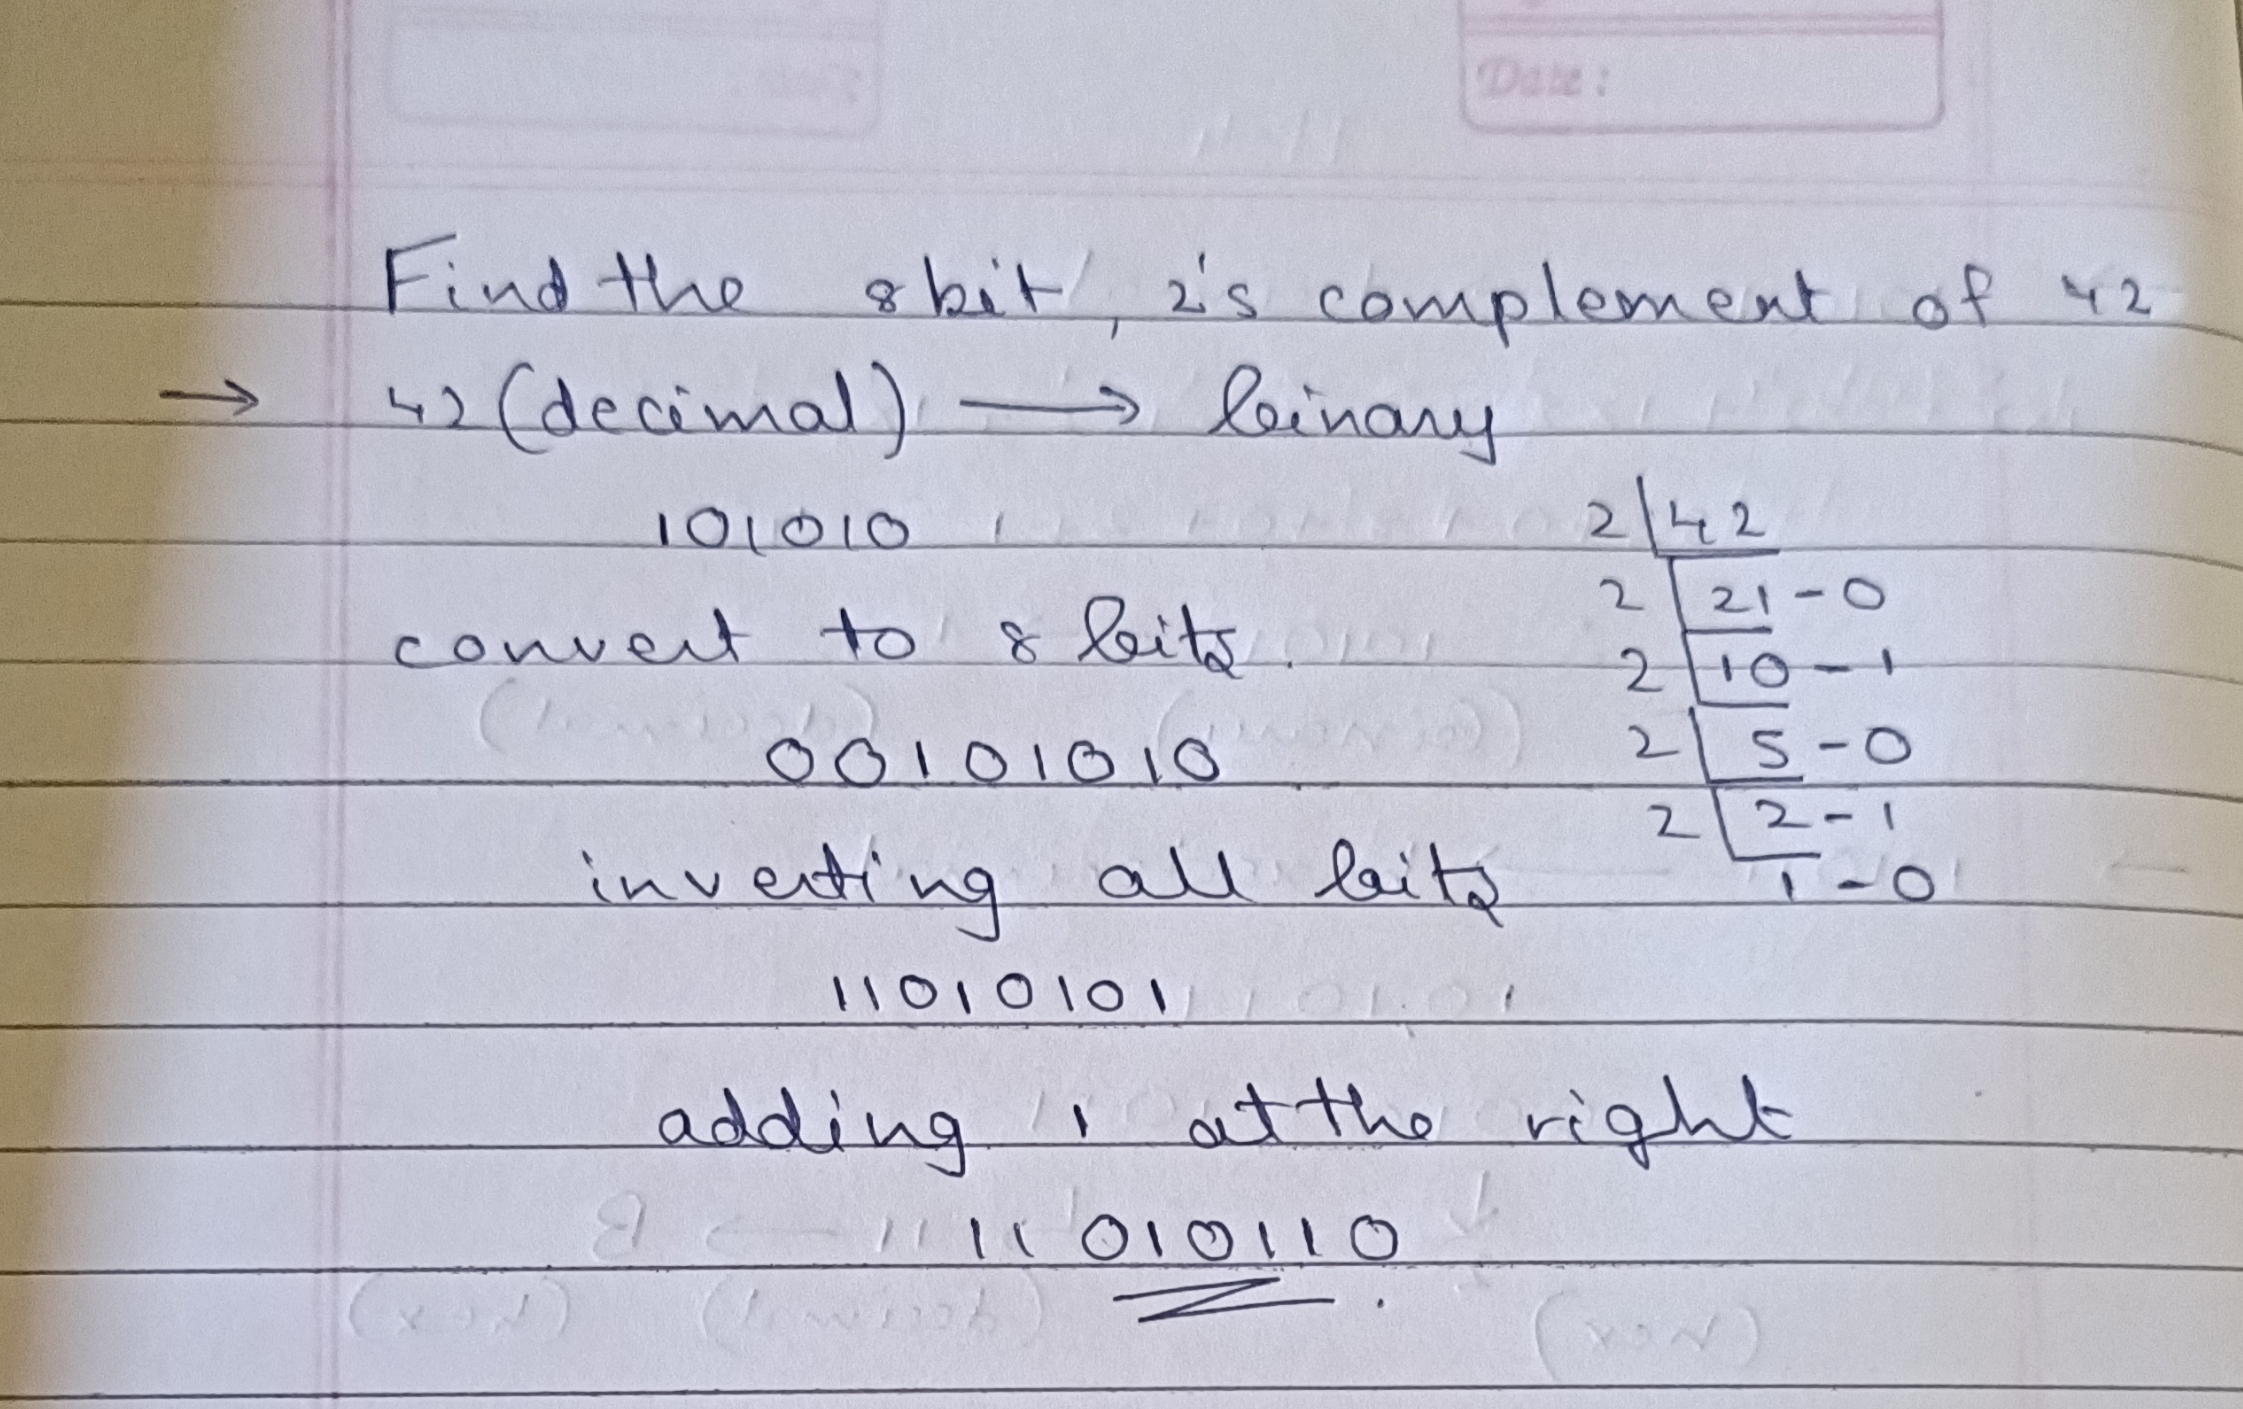 Date:
Find the 8 bit, 2's complement of 42
→ 42 (decimal) → binary
101010
2 | 42
2 | 21 - 0
2 | 10 - 1
2 | 5 - 0
2 | 2 - 1
1 - 0
convert to 8 bits.
00101010
inverting all bits
11010101
adding 1 at the right
11010110